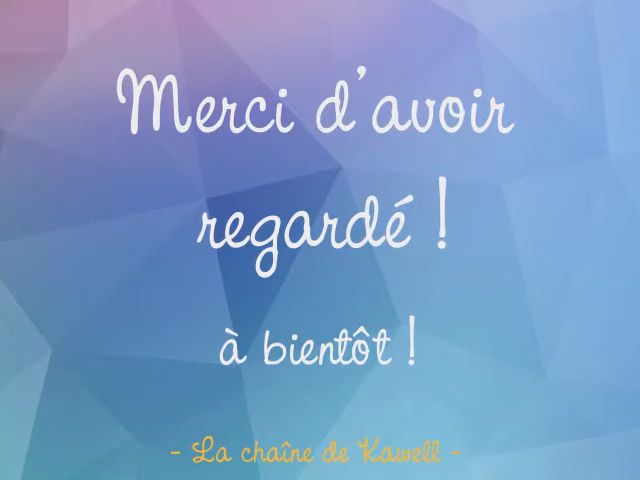 Merci d'avoir
regardé !
à bientôt !
- La chaîne de Kawell -